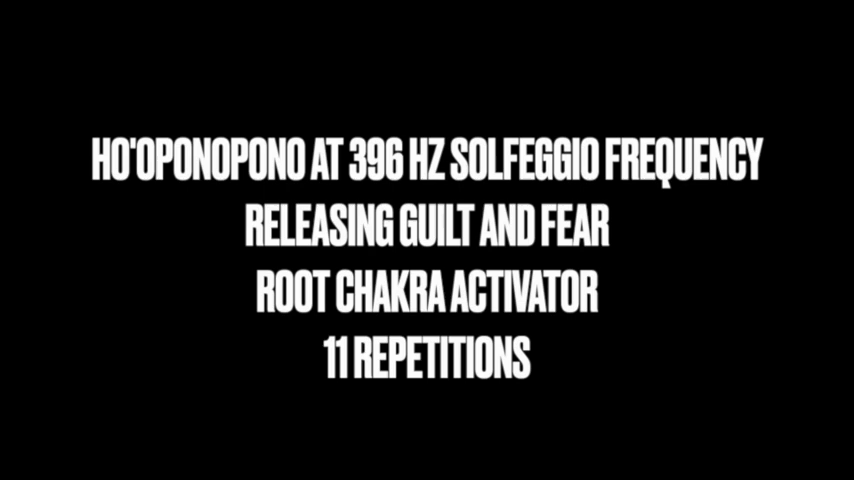 HO'OPONOPONO AT 396 HZ SOLFEGGIO FREQUENCY
RELEASING GUILT AND FEAR
ROOT CHAKRA ACTIVATOR
11 REPETITIONS